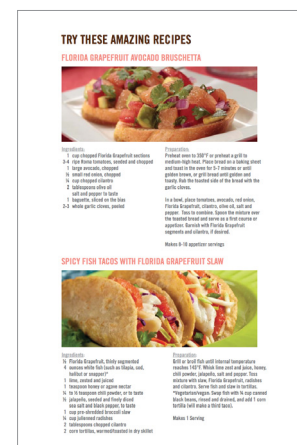 TRY THESE AMAZING RECIPES
FLORIDA GRAPEFRUIT AVOCADO BRUSCHETTA
Ingredients:
1 cup chopped Florida Grapefruit sections
3-4 ripe Roma tomatoes, seeded and chopped
1 large avocado, chopped
½ small red onion, chopped
¼ cup chopped cilantro
2 tablespoons olive oil
salt and pepper to taste
1 baguette, sliced on the bias
2-3 whole garlic cloves, peeled
Preparation:
Preheat oven to 350°F or preheat a grill to
medium-high heat. Place bread on a baking sheet
and toast in the oven for 5-7 minutes or until
golden brown, or grill bread until golden and
toasty. Rub the toasted side of the bread with the
garlic cloves.
In a bowl, place tomatoes, avocado, red onion,
Florida Grapefruit, cilantro, olive oil, salt and
pepper. Toss to combine. Spoon the mixture over
the toasted bread and serve as a first course or
appetizer. Garnish with Florida Grapefruit
segments and cilantro, if desired.
Makes 8-10 appetizer servings
SPICY FISH TACOS WITH FLORIDA GRAPEFRUIT SLAW
Ingredients:
Florida Grapefruit, thinly segmented
4 ounces white fish (such as tilapia, cod,
halibut or snapper)*
1 lime, zested and juiced
1 teaspoon honey or agave nectar
teaspoon chili powder, or to taste
jalapeño, seeded and finely diced
sea salt and black pepper, to taste
1 cup pre-shredded broccoli slaw
cup julienned radishes
2 tablespoons chopped cilantro
2 corn tortillas, warmed/toasted in dry skillet
Preparation:
Grill or broil fish until internal temperature
reaches 145°F. Whisk lime zest and juice, honey,
chili powder, jalapeño, salt and pepper. Toss
mixture with slaw, Florida Grapefruit, radishes
and cilantro. Serve fish and slaw in tortillas.
*Vegetarian/vegan: Swap fish with ¼ cup canned
black beans, rinsed and drained, and add 1 corn
tortilla (will make a third taco).
Makes 1 Serving